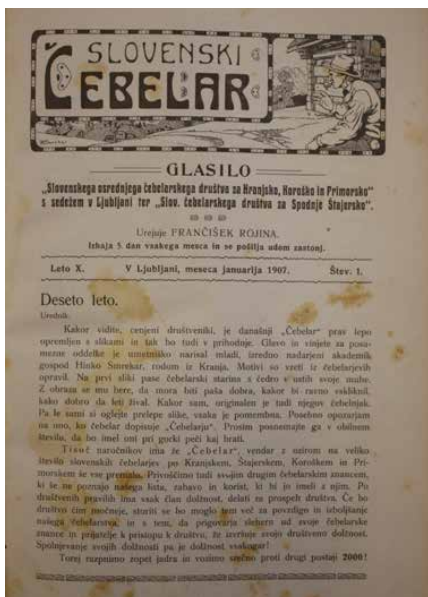 SLOVENSKI
ČEBELAR
GLASILO
„Slovenskega osrednjega čebelarskega društva za Kranjsko, Koroško in Primorsko“
s sedežem v Ljubljani ter „Slov. čebelarskega društva za Spodnje Štajersko“.
Urejuje FRANČIŠEK ROJINA.
Izhaja 5. dan vsakega mesca in se pošilja udom zastonj.
Leto X. V Ljubljani, meseca januarija 1907. Štev. 1.
Deseto leto.
Urednik.
Kakor vidite, cenjeni društveniki, je današnji „Čebelar“ prav lepo
opremljen s slikami in tak bo tudi v prihodnje. Glavo in vinjete za posa-
mezne oddelke je umetniško narisal mladi, izredno nadarjeni akademik
gospod Hinko Smrekar, rodom iz Kranja. Motivi so vzeti iz čebelarjevih
opravil. Na prvi sliki pase čebelarski starina s čedro v ustih svoje muhe.
Z obraza se mu bere, da mora biti paša dobra, kakor bi ravno vskliknil,
kako dobro da leti žival. Kakor sam, originalen je tudi njegov čebelnjak.
Pa le sami si oglejte prelepe slike, vsaka je pomembna. Posebno opozarjam
na ono, ko čebelar dopisuje „Čebelarju“. Prosim posnemajte ga v obilnem
številu, da bo imel oni pri gorki peči kaj brati.
Tisoč naročnikov ima že „Čebelar“, vendar z ozirom na veliko
število slovenskih čebelarjev po Kranjskem, Štajerskem, Koroškem in Pri-
morskem še vse premalo. Privoščimo tudi svojim dragim čebelarskim znancem,
ki še ne poznajo našega lista, zabavo in korist, ki bi jo imeli z njim. Po
društvenih pravilih ima vsak član dolžnost, delati za prospeh društva. Če bo
društvo čim močneje, storiti se bo moglo tem več za povzdigo in izboljšanje
našega čebelarstva, in s tem, da prigovarja sleherni ud svoje čebelarske
znance in prijatelje k pristopu k društvu, že izvršuje svojo društveno dolžnost.
Spolnjevanje svojih dolžnosti pa je dolžnost vsakogar!
Torej razpnimo zopet jadra in vozimo srečno proti drugi postaji 2000!